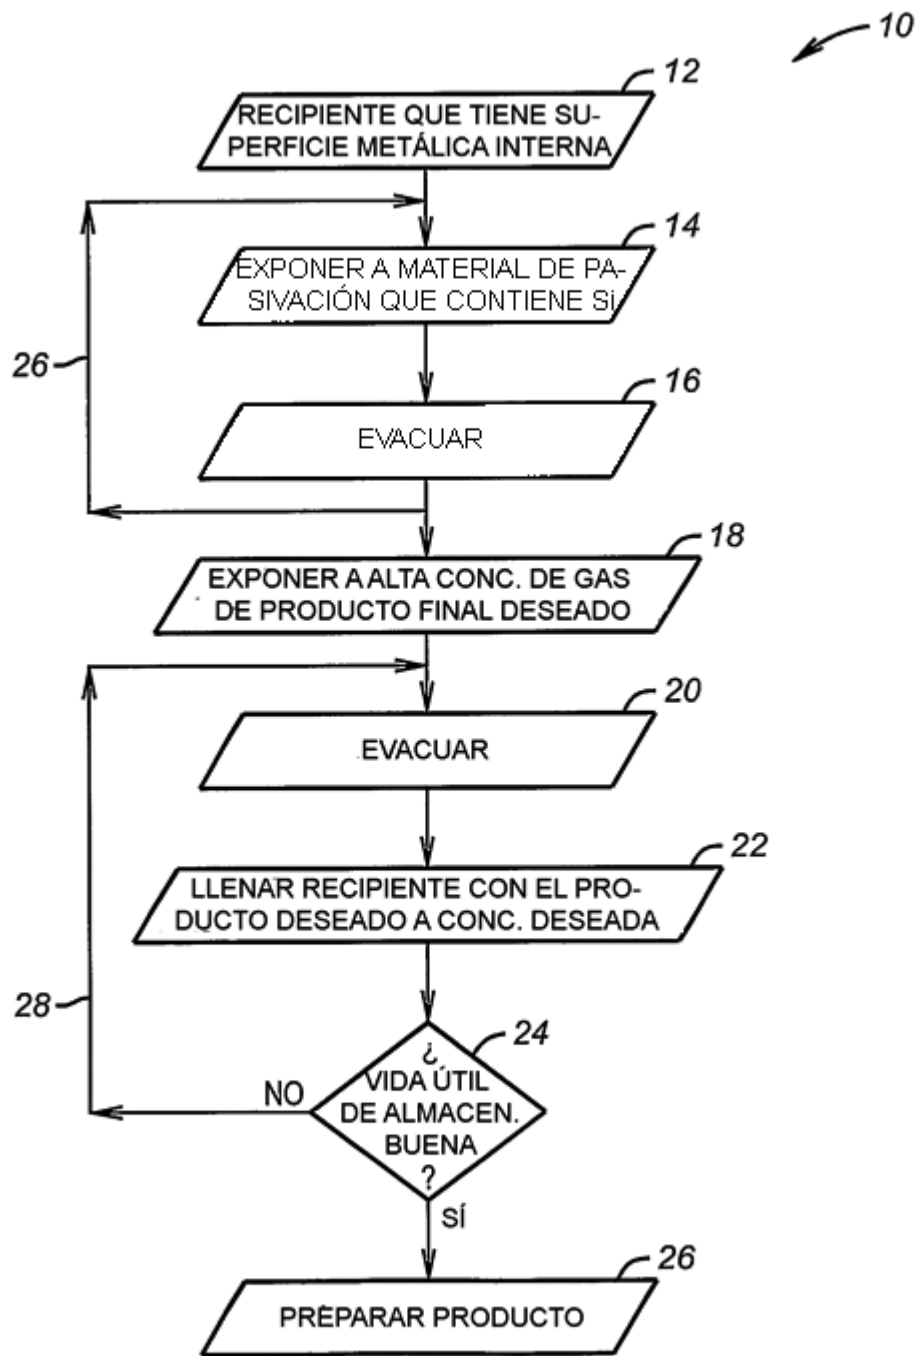 10
12
RECIPIENTE QUE TIENE SU-
PERFICIE METÁLICA INTERNA
14
EXPONER A MATERIAL DE PA-
SIVACIÓN QUE CONTIENE Si
26
16
EVACUAR
18
EXPONER A ALTA CONC. DE GAS
DE PRODUCTO FINAL DESEADO
20
EVACUAR
22
LLENAR RECIPIENTE CON EL PRO-
DUCTO DESEADO A CONC. DESEADA
28
24
¿
VIDA ÚTIL
DE ALMACEN.
BUENA
?
NO
SÍ
26
PREPARAR PRODUCTO